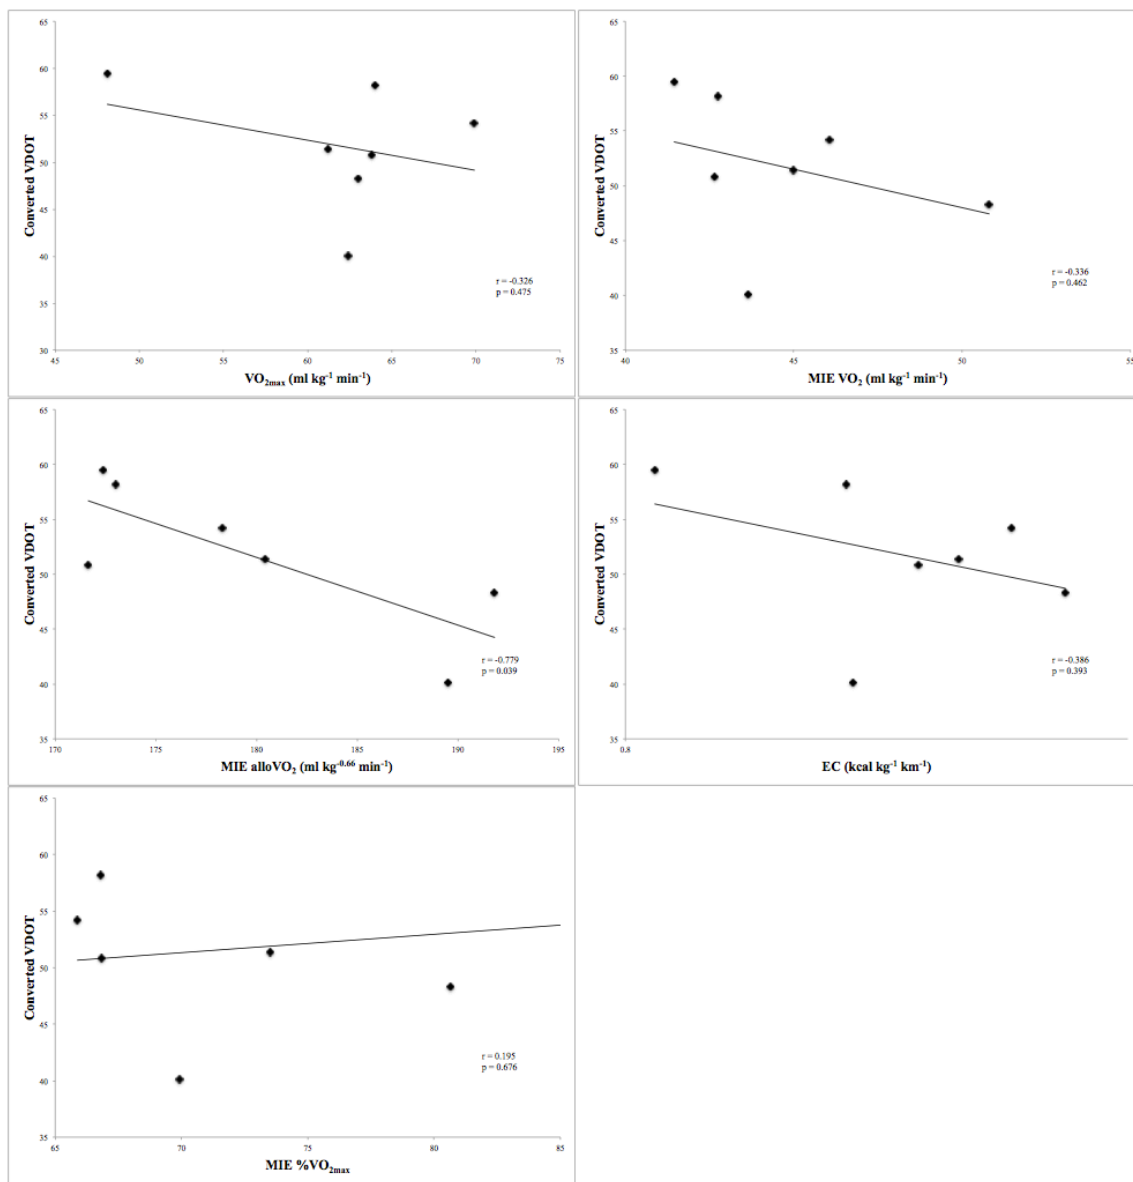 65
60
55
50
45
40
35
30
Converted VDOT
r = -0.326
p = 0.475
45 50 55 60 65 70 75
VO2max (ml kg-1 min-1)
65
60
55
50
45
40
35
Converted VDOT
r = -0.336
p = 0.462
40 45 50 55
MIE VO2 (ml kg-1 min-1)
65
60
55
50
45
40
35
Converted VDOT
r = -0.779
p = 0.039
170 175 180 185 190 195
MIE alloVO2 (ml kg-0.66 min-1)
65
60
55
50
45
40
35
Converted VDOT
r = -0.386
p = 0.393
0.8
EC (kcal kg-1 km-1)
65
60
55
50
45
40
35
Converted VDOT
r = 0.195
p = 0.676
65 70 75 80 85
MIE %VO2max